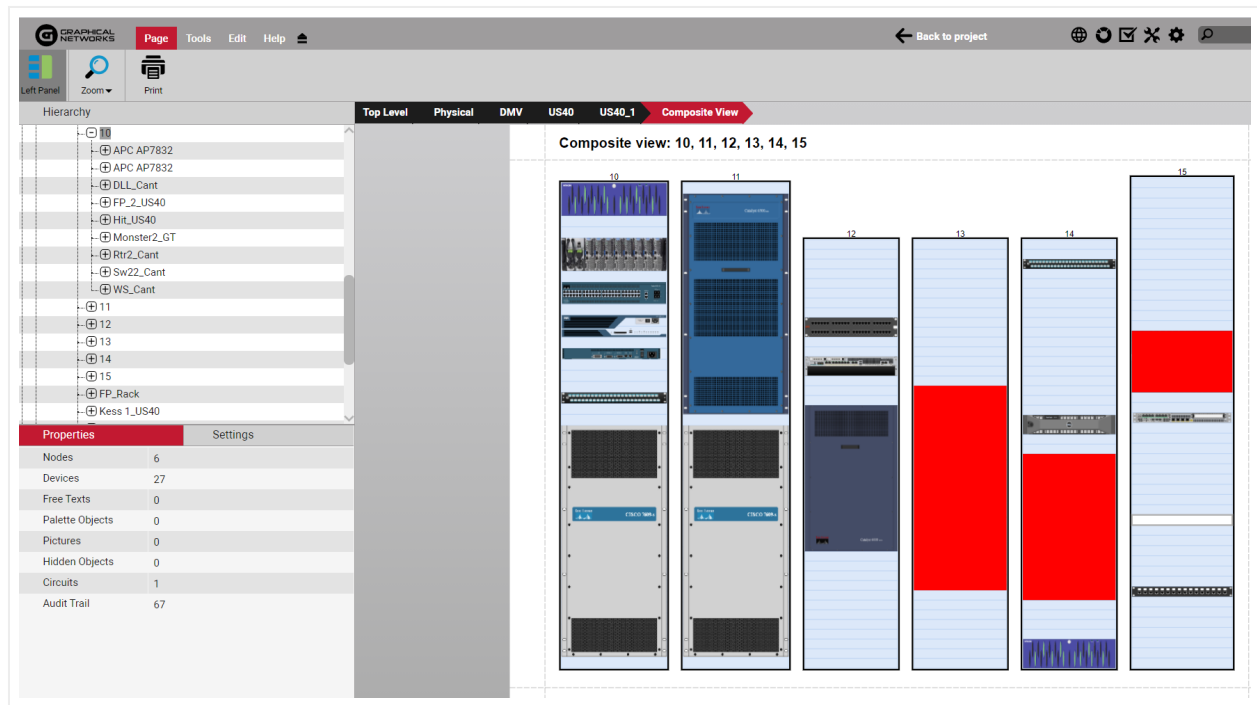 GRAPHICAL NETWORKS
Page Tools Edit Help
Back to project
Left Panel Zoom Print
Hierarchy
Top Level Physical DMV US40 US40_1 Composite View
10
APC AP7832
APC AP7832
DLL_Cant
FP_2_US40
Hit_US40
Monster2_GT
Rtr2_Cant
Sw22_Cant
WS_Cant
11
12
13
14
15
FP_Rack
Kess 1_US40
Properties Settings
Nodes 6
Devices 27
Free Texts 0
Palette Objects 0
Pictures 0
Hidden Objects 0
Circuits 1
Audit Trail 67
Composite view: 10, 11, 12, 13, 14, 15
10 11 12 13 14 15